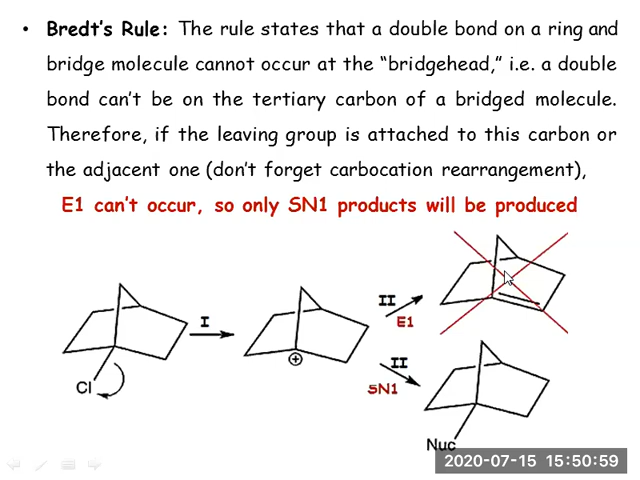 • Bredt's Rule: The rule states that a double bond on a ring and
bridge molecule cannot occur at the "bridgehead," i.e. a double
bond can't be on the tertiary carbon of a bridged molecule.
Therefore, if the leaving group is attached to this carbon or
the adjacent one (don't forget carbocation rearrangement),
E1 can't occur, so only SN1 products will be produced
I
II
E1
II
SN1
Cl
+
Nuc
2020-07-15 15:50:59